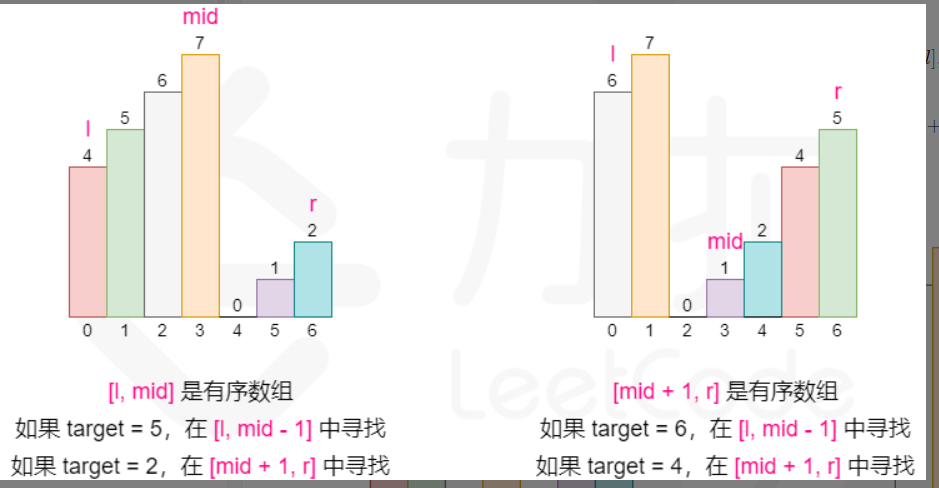 mid
7
6
5
l
4
r
2
1
0
0 1 2 3 4 5 6
[l, mid] 是有序数组
如果 target = 5，在 [l, mid - 1] 中寻找
如果 target = 2，在 [mid + 1, r] 中寻找
7
l
6
r
5
4
mid
2
1
0
0 1 2 3 4 5 6
[mid + 1, r] 是有序数组
如果 target = 6，在 [l, mid - 1] 中寻找
如果 target = 4，在 [mid + 1, r] 中寻找
力扣
LeetCode
l]
+